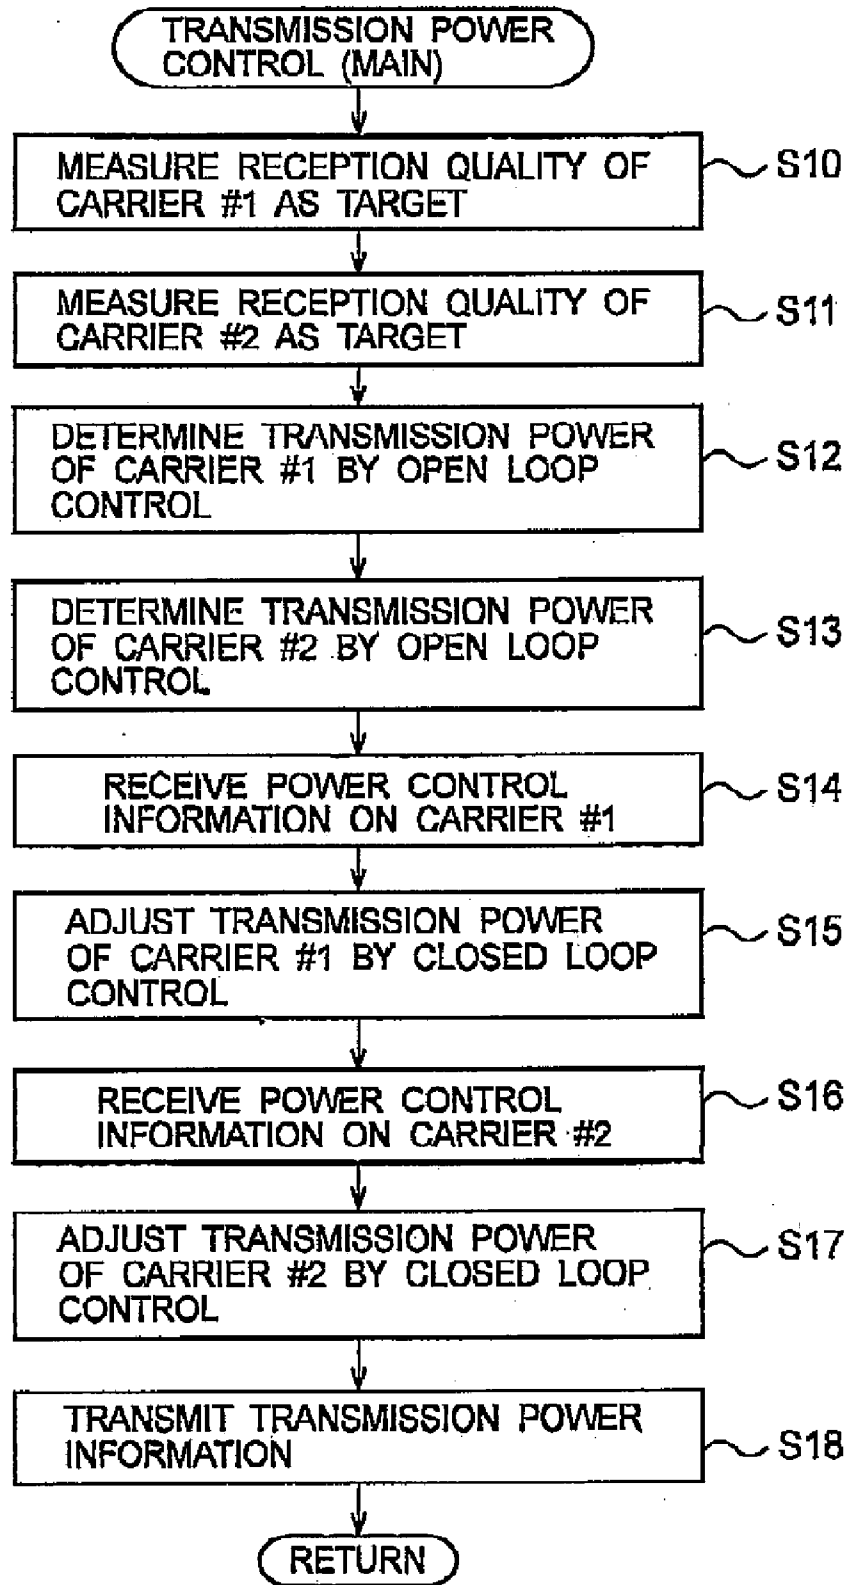 TRANSMISSION POWER
CONTROL (MAIN)
MEASURE RECEPTION QUALITY OF
CARRIER #1 AS TARGET
S10
MEASURE RECEPTION QUALITY OF
CARRIER #2 AS TARGET
S11
DETERMINE TRANSMISSION POWER
OF CARRIER #1 BY OPEN LOOP
CONTROL
S12
DETERMINE TRANSMISSION POWER
OF CARRIER #2 BY OPEN LOOP
CONTROL
S13
RECEIVE POWER CONTROL
INFORMATION ON CARRIER #1
S14
ADJUST TRANSMISSION POWER
OF CARRIER #1 BY CLOSED LOOP
CONTROL
S15
RECEIVE POWER CONTROL
INFORMATION ON CARRIER #2
S16
ADJUST TRANSMISSION POWER
OF CARRIER #2 BY CLOSED LOOP
CONTROL
S17
TRANSMIT TRANSMISSION POWER
INFORMATION
S18
RETURN